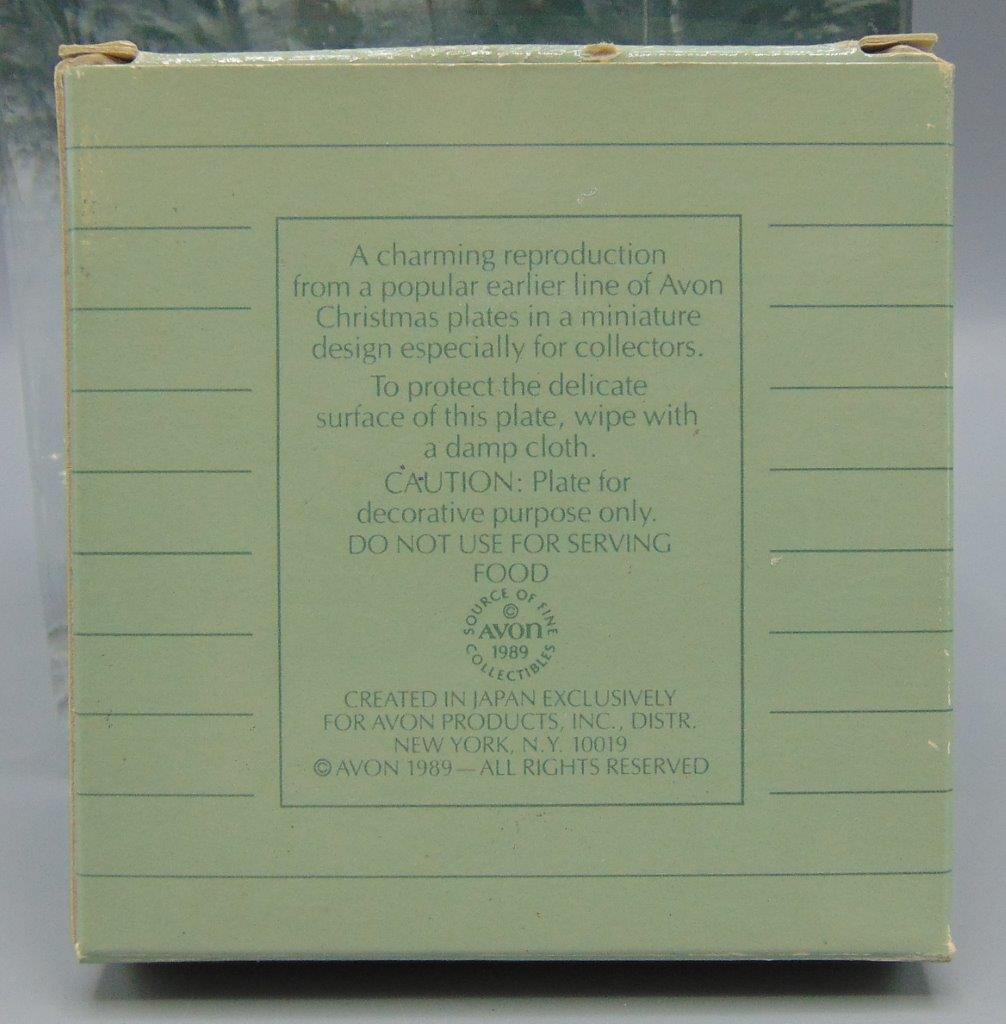 A charming reproduction
from a popular earlier line of Avon
Christmas plates in a miniature
design especially for collectors.
To protect the delicate
surface of this plate, wipe with
a damp cloth.
CAUTION: Plate for
decorative purpose only.
DO NOT USE FOR SERVING
FOOD
SOURCE OF FINE
©
AVON
1989
COLLECTIBLES
CREATED IN JAPAN EXCLUSIVELY
FOR AVON PRODUCTS, INC., DISTR.
NEW YORK, N.Y. 10019
© AVON 1989 — ALL RIGHTS RESERVED